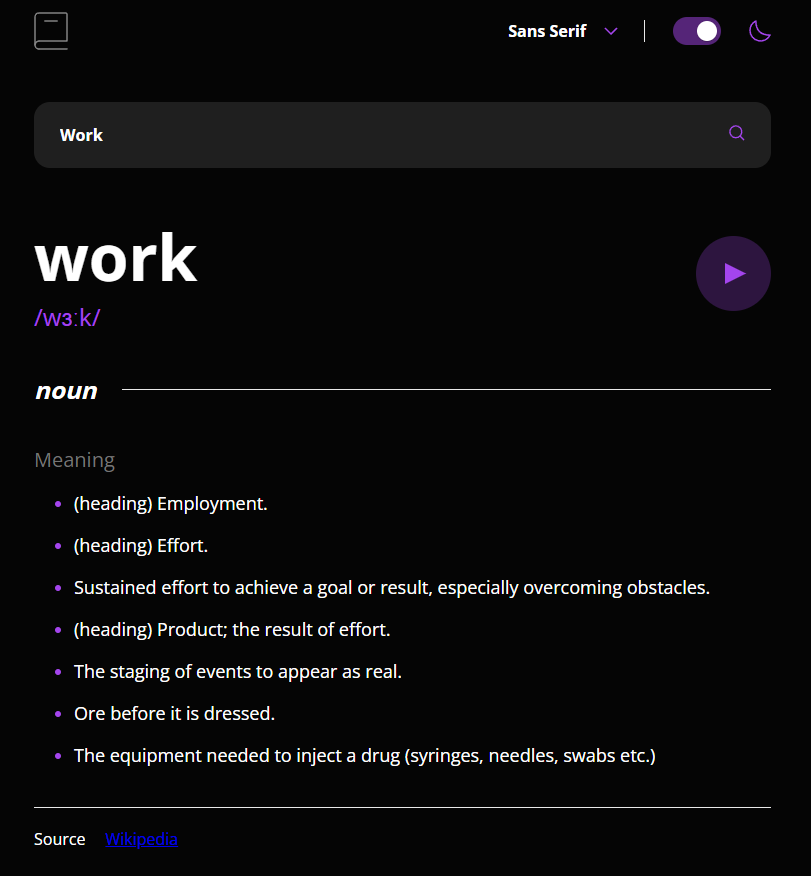 Sans Serif
Work
work
/wɜːk/
noun
Meaning
(heading) Employment.
(heading) Effort.
Sustained effort to achieve a goal or result, especially overcoming obstacles.
(heading) Product; the result of effort.
The staging of events to appear as real.
Ore before it is dressed.
The equipment needed to inject a drug (syringes, needles, swabs etc.)
Source Wikipedia